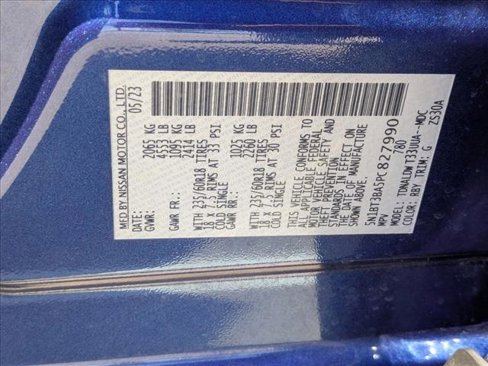 MFD BY NISSAN MOTOR CO., LTD.
DATE: 05/23
GVWR: 2065 KG
4553 LB
GAWR FR: 1095 KG
2414 LB
WITH 235/60R18 TIRES
18 X 7 RIMS AT 33 PSI
COLD SINGLE
GAWR RR: 1025 KG
2260 LB
WITH 235/60R18 TIRES
18 X 7 RIMS AT 30 PSI
COLD SINGLE
THIS VEHICLE CONFORMS
TO ALL APPLICABLE FEDERAL
MOTOR VEHICLE SAFETY AND
THEFT PREVENTION
STANDARDS IN EFFECT
ON THE DATE OF MANUFACTURE
SHOWN ABOVE.
5N1BT3BA5PC827990
MPV 780
MODEL: TDNALDWT33UUA--MDC
COLOR: RBY TRIM: G ZS30A